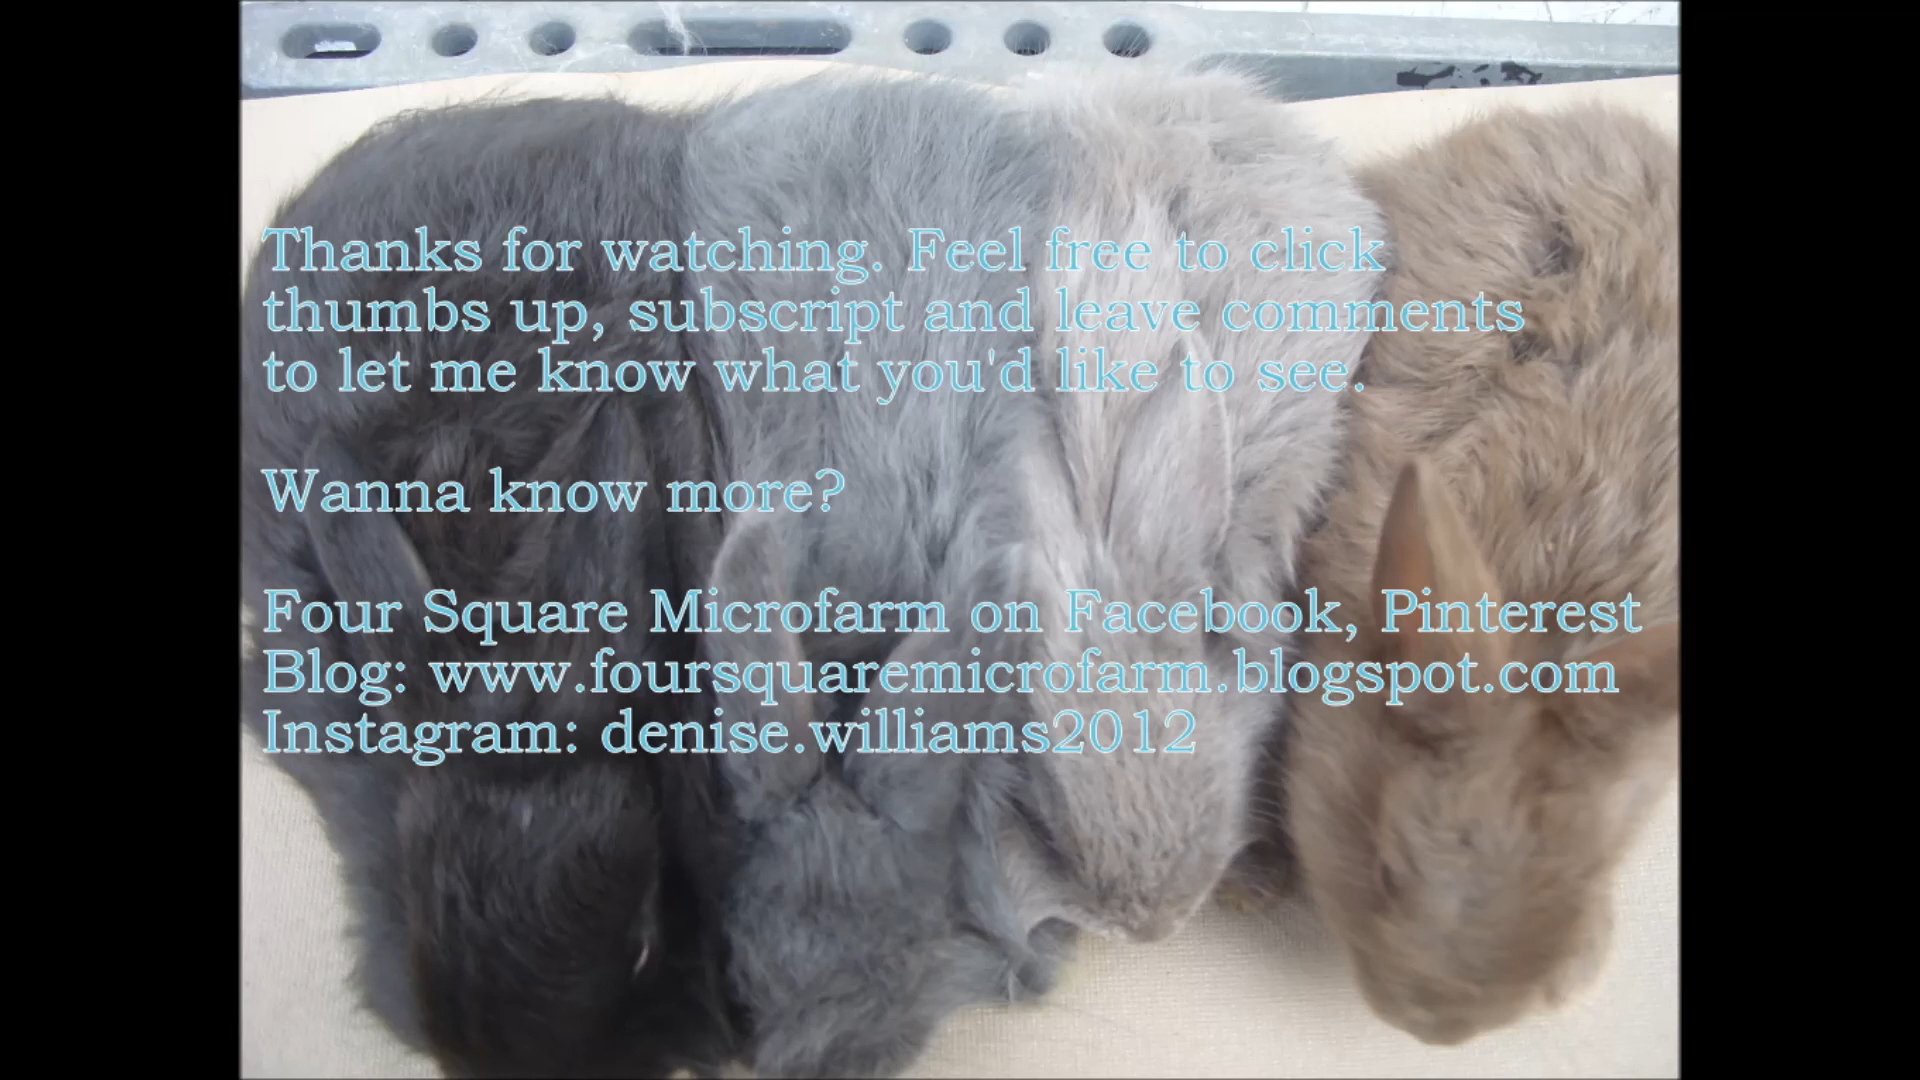 Thanks for watching. Feel free to click
thumbs up, subscript and leave comments
to let me know what you'd like to see.
Wanna know more?
Four Square Microfarm on Facebook, Pinterest
Blog: www.foursquaremicrofarm.blogspot.com
Instagram: denise.williams2012